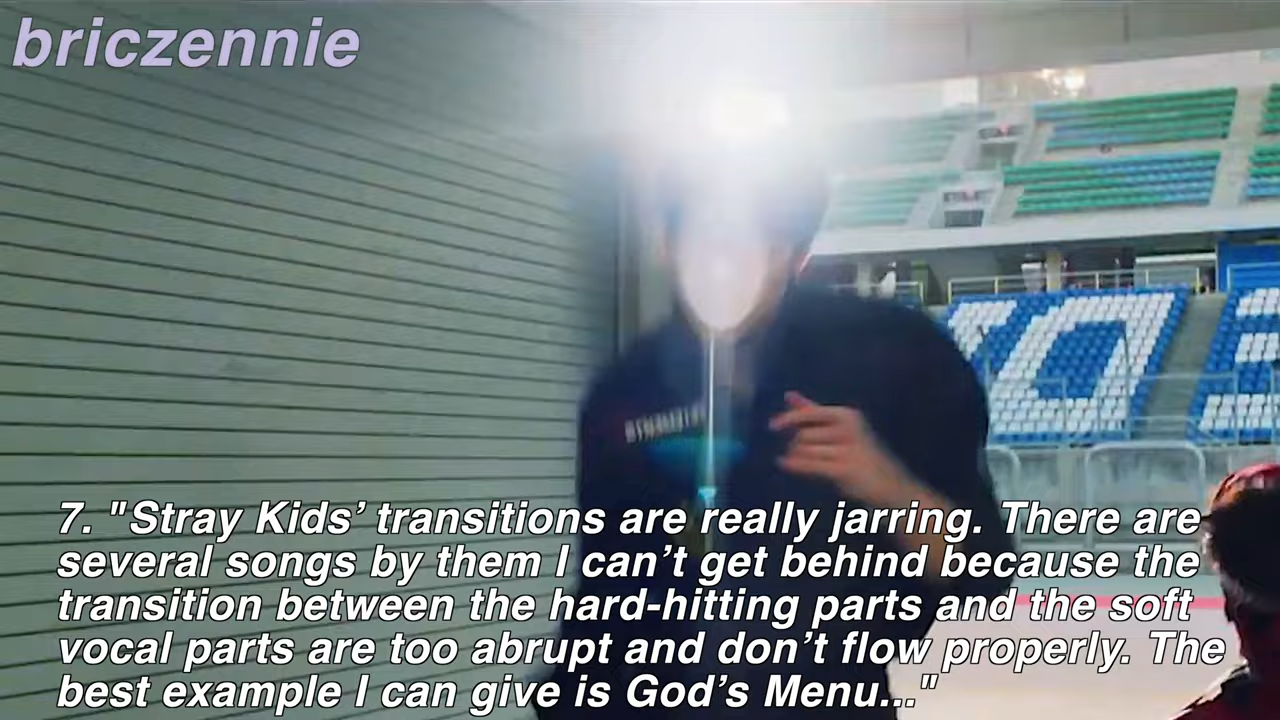 briczennie
7. "Stray Kids’ transitions are really jarring. There are
several songs by them I can’t get behind because the
transition between the hard-hitting parts and the soft
vocal parts are too abrupt and don’t flow properly. The
best example I can give is God’s Menu..."